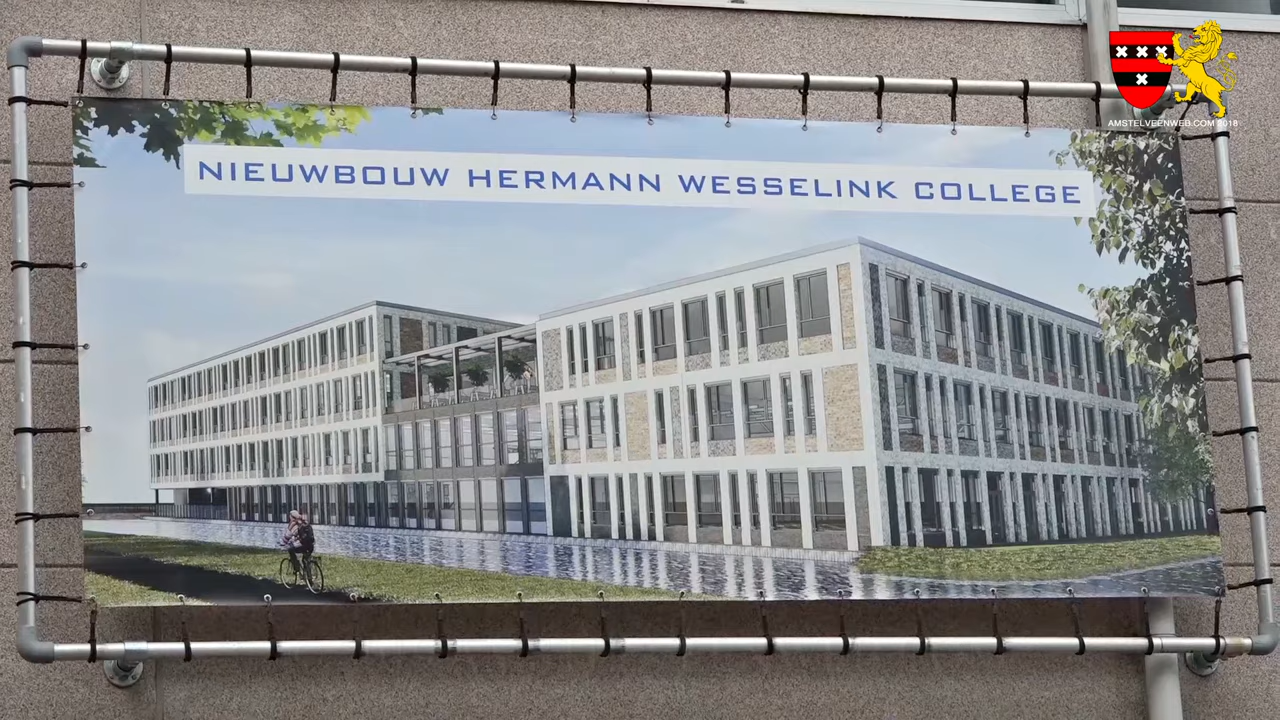 AMSTELVEENWEB.COM 2018
NIEUWBOUW HERMANN WESSELINK COLLEGE